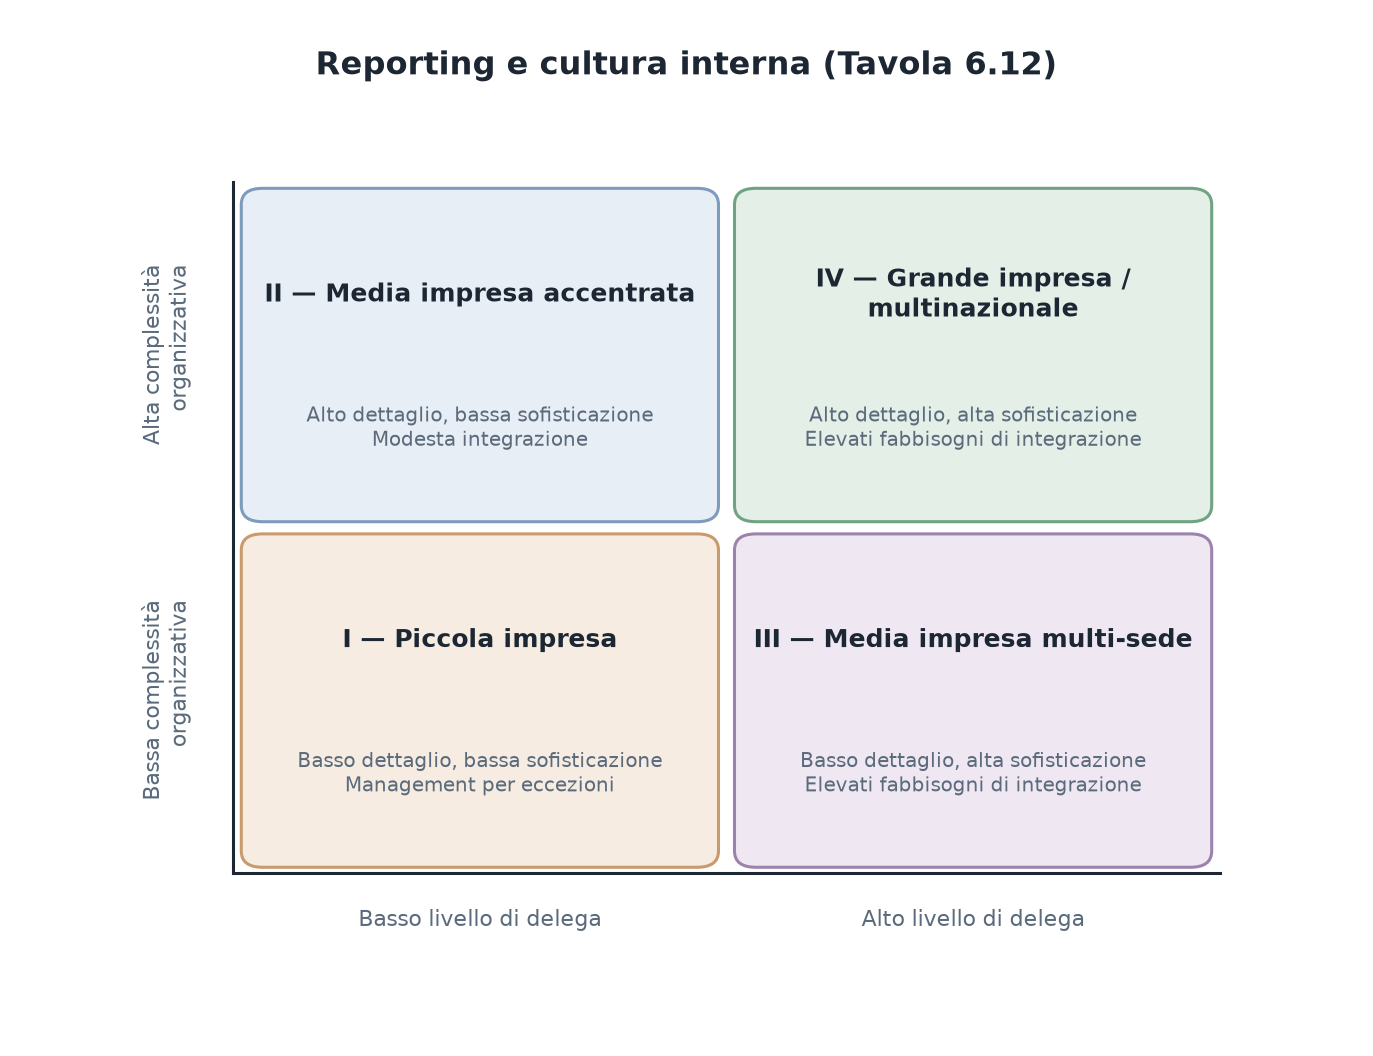 Reporting e cultura interna (Tavola 6.12)
Alta complessità
organizzativa
II — Media impresa accentrata
Alto dettaglio, bassa sofisticazione
Modesta integrazione
IV — Grande impresa /
multinazionale
Alto dettaglio, alta sofisticazione
Elevati fabbisogni di integrazione
Bassa complessità
organizzativa
I — Piccola impresa
Basso dettaglio, bassa sofisticazione
Management per eccezioni
III — Media impresa multi-sede
Basso dettaglio, alta sofisticazione
Elevati fabbisogni di integrazione
Basso livello di delega
Alto livello di delega